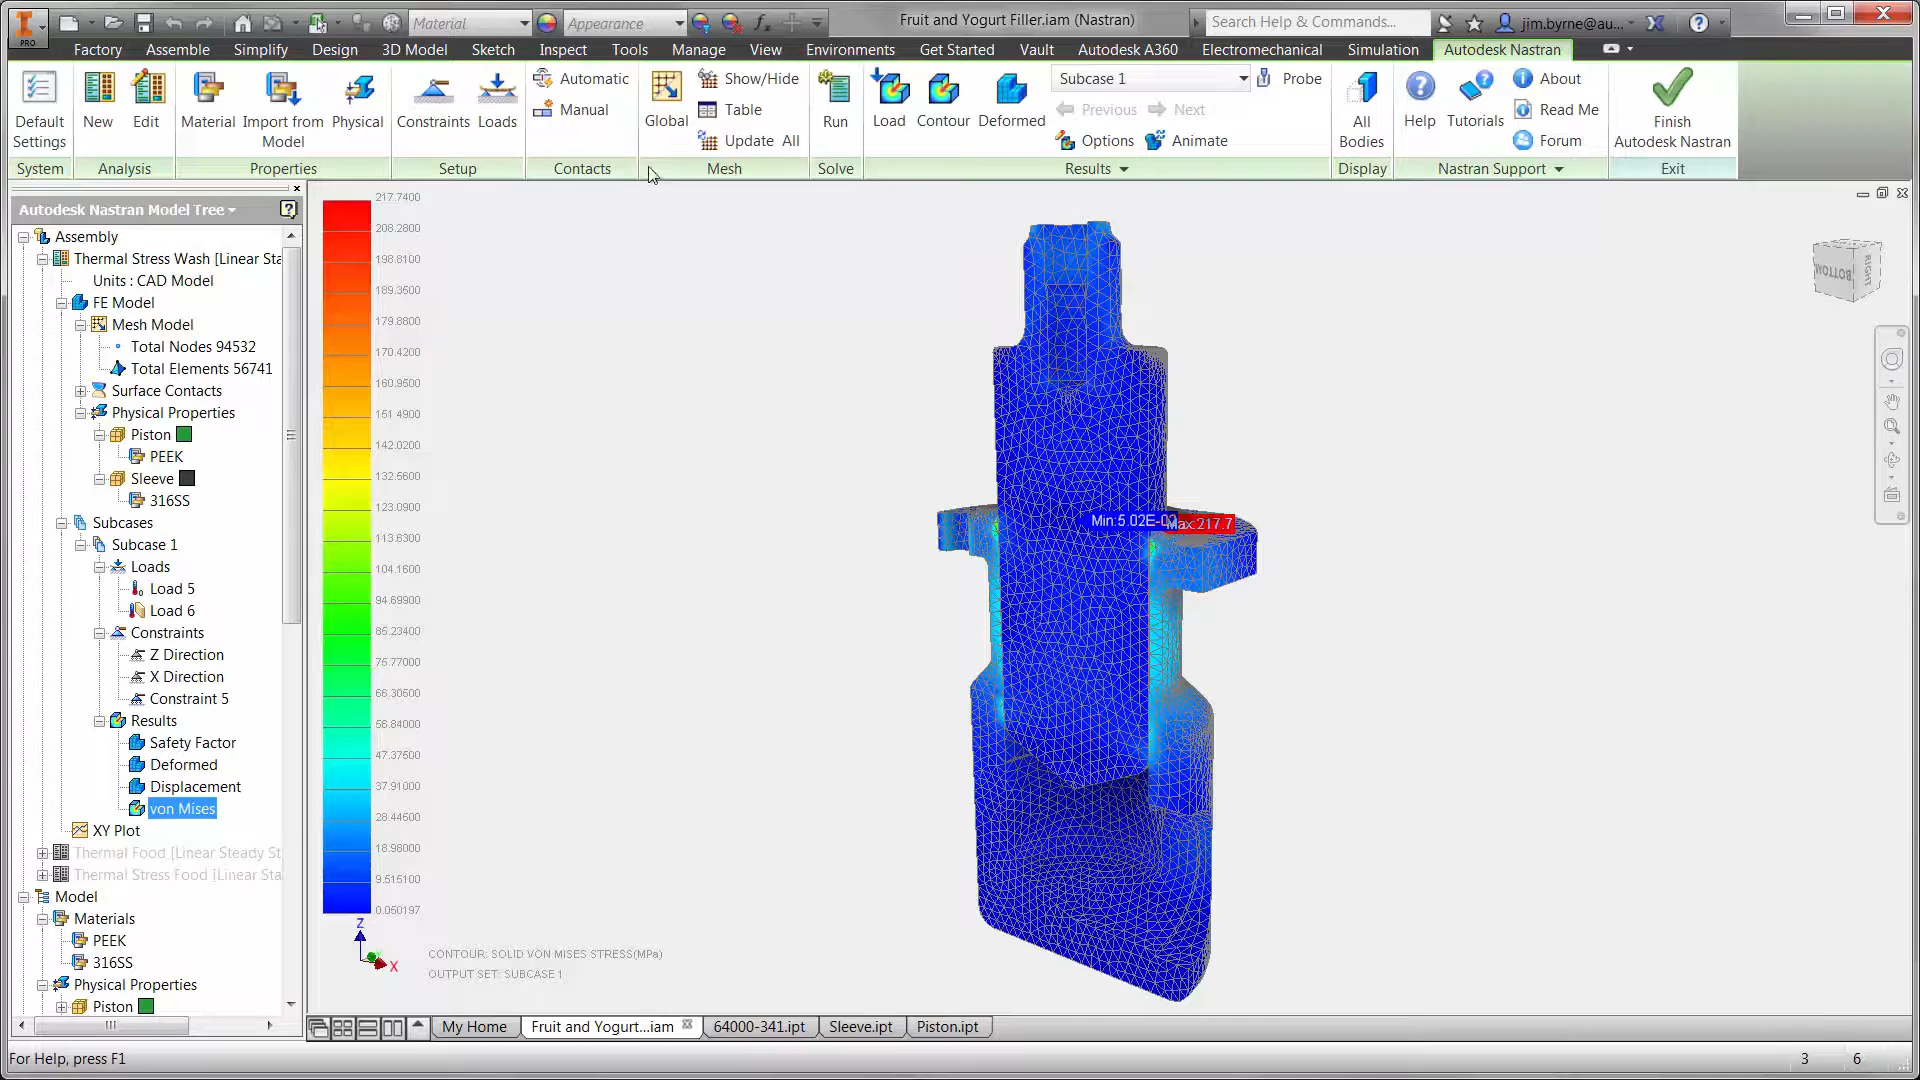 Material
Appearance
Fruit and Yogurt Filler.iam (Nastran)
Search Help & Commands...
jim.byrne@au...
PRO
Factory Assembly Simplify Design 3D Model Sketch Inspect Tools Manage View Environments Get Started Vault Autodesk A360 Electromechanical Simulation Autodesk Nastran
Default Settings
New
Edit
Material
Import from Model
Physical
Constraints
Loads
Automatic
Manual
Global
Show/Hide
Table
Update All
Run
Load
Contour
Deformed
Subcase 1
Probe
Previous
Next
Options
Animate
All Bodies
Help
Tutorials
About
Read Me
Forum
Finish Autodesk Nastran
System Analysis Properties Setup Contacts Mesh Solve Results Display Nastran Support Exit
Autodesk Nastran Model Tree
Assembly
Thermal Stress Wash [Linear Sta
Units : CAD Model
FE Model
Mesh Model
Total Nodes 94532
Total Elements 56741
Surface Contacts
Physical Properties
Piston
PEEK
Sleeve
316SS
Subcases
Subcase 1
Loads
Load 5
Load 6
Constraints
Z Direction
X Direction
Constraint 5
Results
Safety Factor
Deformed
Displacement
von Mises
XY Plot
Thermal Food [Linear Steady St
Thermal Stress Food [Linear Sta
Model
Materials
PEEK
316SS
Physical Properties
Piston
217.7400
208.2800
198.8100
189.3500
179.8800
170.4200
160.9500
151.4900
142.0200
132.5600
123.0900
113.6300
104.1600
94.69900
85.23400
75.77000
66.30600
56.84000
47.37500
37.91000
28.44500
18.98000
9.515100
0.050197
Z
X
CONTOUR: SOLID VON MISES STRESS(MPa)
OUTPUT SET: SUBCASE 1
Max:217.7
BOTTOM
RIGHT
My Home Fruit and Yogurt...iam 64000-341.ipt Sleeve.ipt Piston.ipt
For Help, press F1
3 6